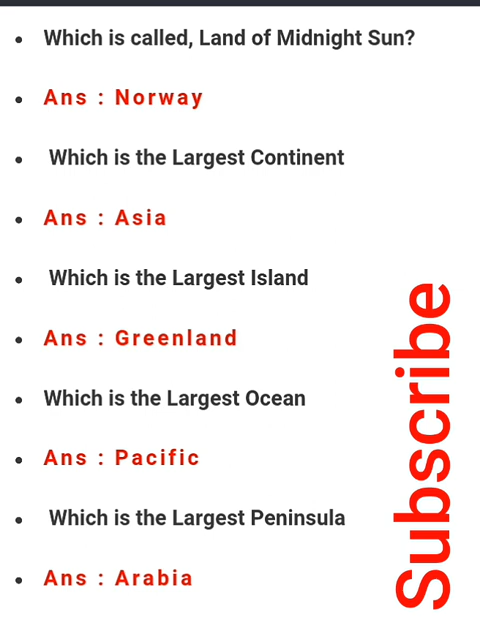 • Which is called, Land of Midnight Sun?
• Ans : Norway
• Which is the Largest Continent
• Ans : Asia
• Which is the Largest Island
• Ans : Greenland
• Which is the Largest Ocean
• Ans : Pacific
• Which is the Largest Peninsula
• Ans : Arabia
Subscribe